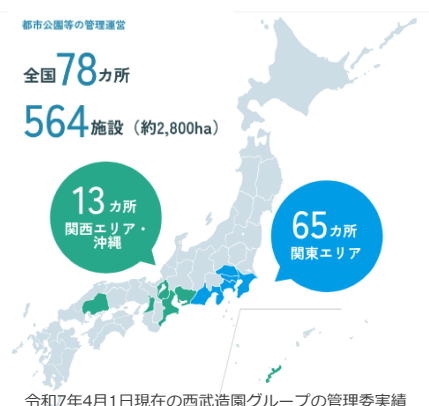 都市公園等の管理運営
全国78カ所
564施設（約2,800ha）
13カ所
関西エリア・
沖縄
65カ所
関東エリア
令和7年4月1日現在の西武造園グループの管理委実績